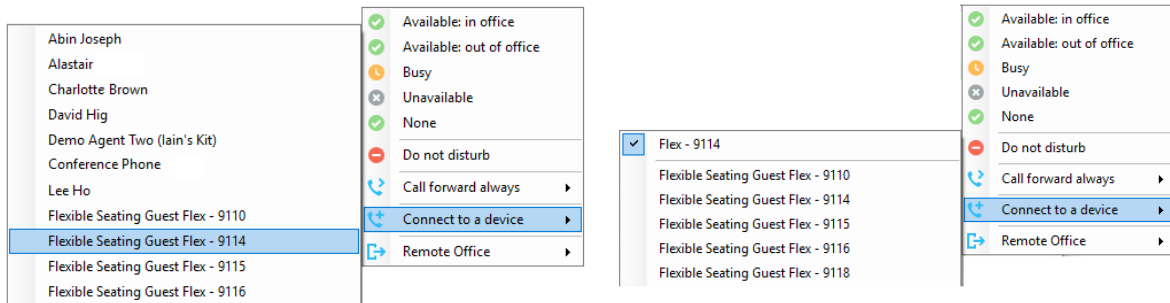 Abin Joseph
Alastair
Charlotte Brown
David Hig
Demo Agent Two (Iain's Kit)
Conference Phone
Lee Ho
Flexible Seating Guest Flex - 9110
Flexible Seating Guest Flex - 9114
Flexible Seating Guest Flex - 9115
Flexible Seating Guest Flex - 9116
Available: in office
Available: out of office
Busy
Unavailable
None
Do not disturb
Call forward always
Connect to a device
Remote Office
Flex - 9114
Flexible Seating Guest Flex - 9110
Flexible Seating Guest Flex - 9114
Flexible Seating Guest Flex - 9115
Flexible Seating Guest Flex - 9116
Flexible Seating Guest Flex - 9118
Available: in office
Available: out of office
Busy
Unavailable
None
Do not disturb
Call forward always
Connect to a device
Remote Office